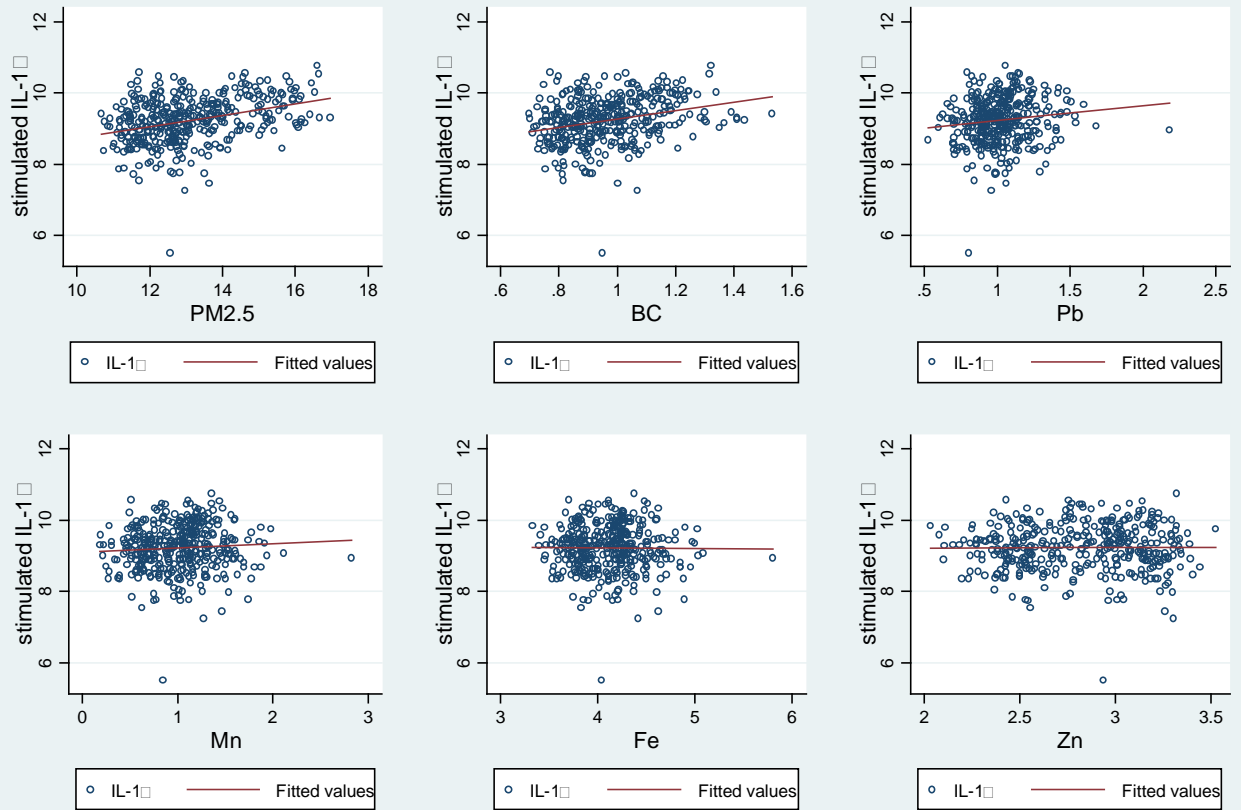 stimulated IL-1□
12
10
8
6
10 12 14 16 18
PM2.5
IL-1□ Fitted values
stimulated IL-1□
12
10
8
6
.6 .8 1 1.2 1.4 1.6
BC
IL-1□ Fitted values
stimulated IL-1□
12
10
8
6
.5 1 1.5 2 2.5
Pb
IL-1□ Fitted values
stimulated IL-1□
12
10
8
6
0 1 2 3
Mn
IL-1□ Fitted values
stimulated IL-1□
12
10
8
6
3 4 5 6
Fe
IL-1□ Fitted values
stimulated IL-1□
12
10
8
6
2 2.5 3 3.5
Zn
IL-1□ Fitted values